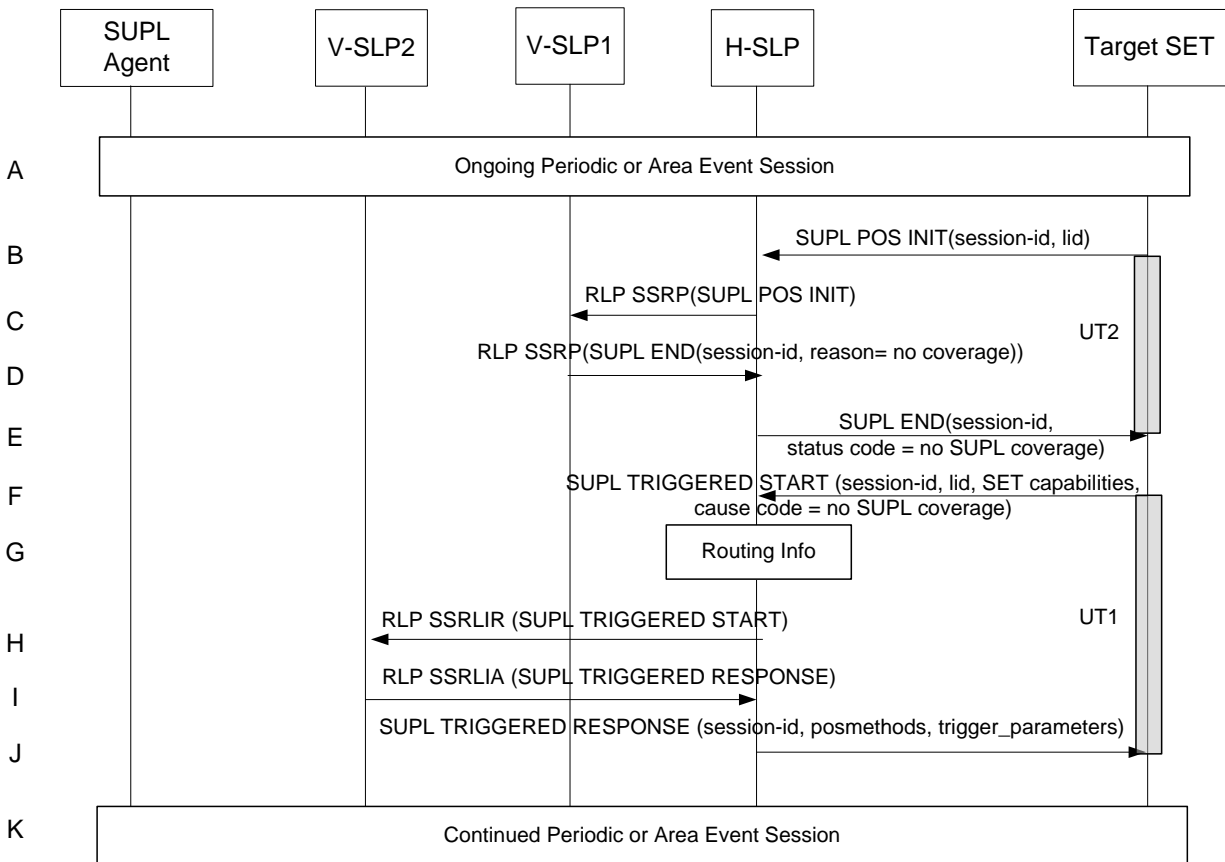 SUPL
Agent
V-SLP2
V-SLP1
H-SLP
Target SET
A
Ongoing Periodic or Area Event Session
B
SUPL POS INIT(session-id, lid)
C
RLP SSRP(SUPL POS INIT)
UT2
D
RLP SSRP(SUPL END(session-id, reason= no coverage))
E
SUPL END(session-id,
status code = no SUPL coverage)
F
SUPL TRIGGERED START (session-id, lid, SET capabilities,
cause code = no SUPL coverage)
G
Routing Info
H
RLP SSRLIR (SUPL TRIGGERED START)
UT1
I
RLP SSRLIA (SUPL TRIGGERED RESPONSE)
J
SUPL TRIGGERED RESPONSE (session-id, posmethods, trigger_parameters)
K
Continued Periodic or Area Event Session